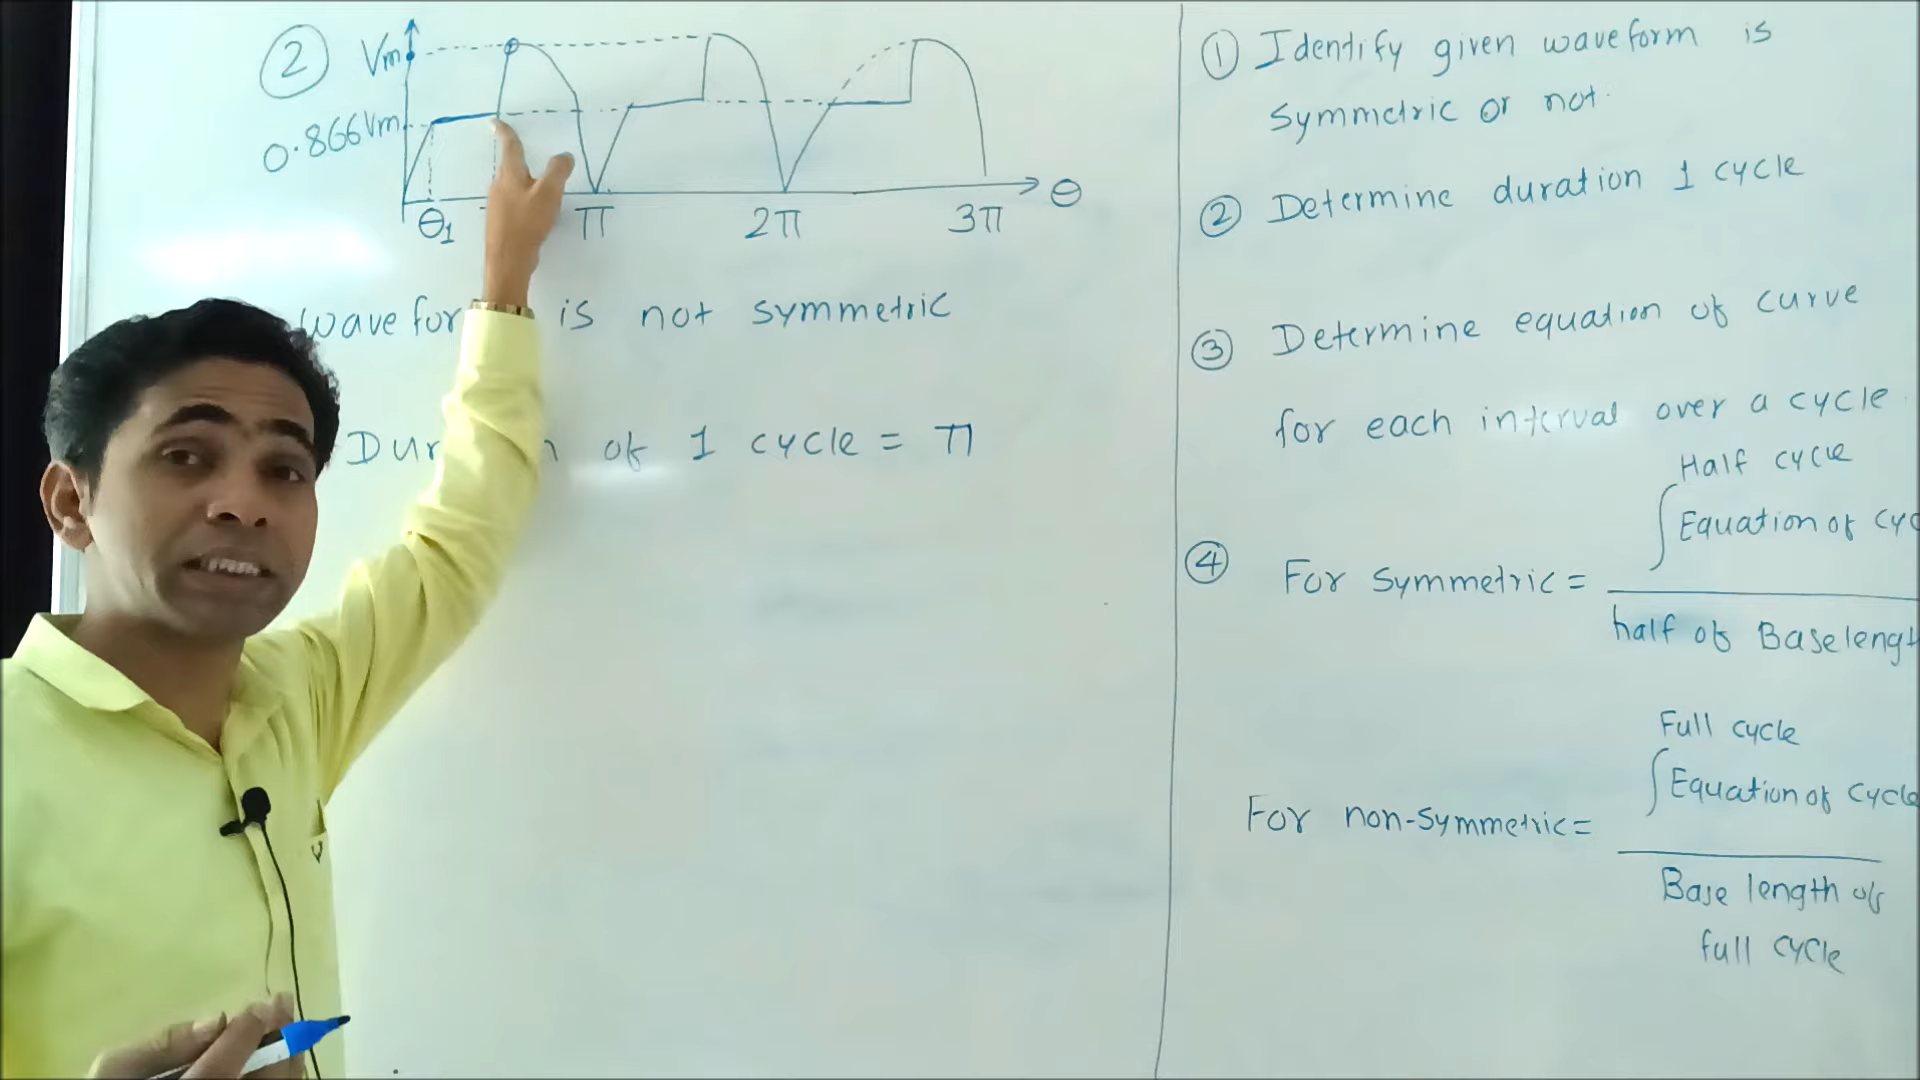 2 Vm
0.866Vm
θ1 π 2π 3π θ
wavefor is not symmetric
Dur of 1 cycle = π
① Identify given waveform is
symmetric or not.
② Determine duration 1 cycle
③ Determine equation of curve
for each interval over a cycle
Half cycle
∫ Equation of cyc
④ For symmetric =
half of Baselengt
Full cycle
∫ Equation of cycle
For non-symmetric =
Base length of
full cycle